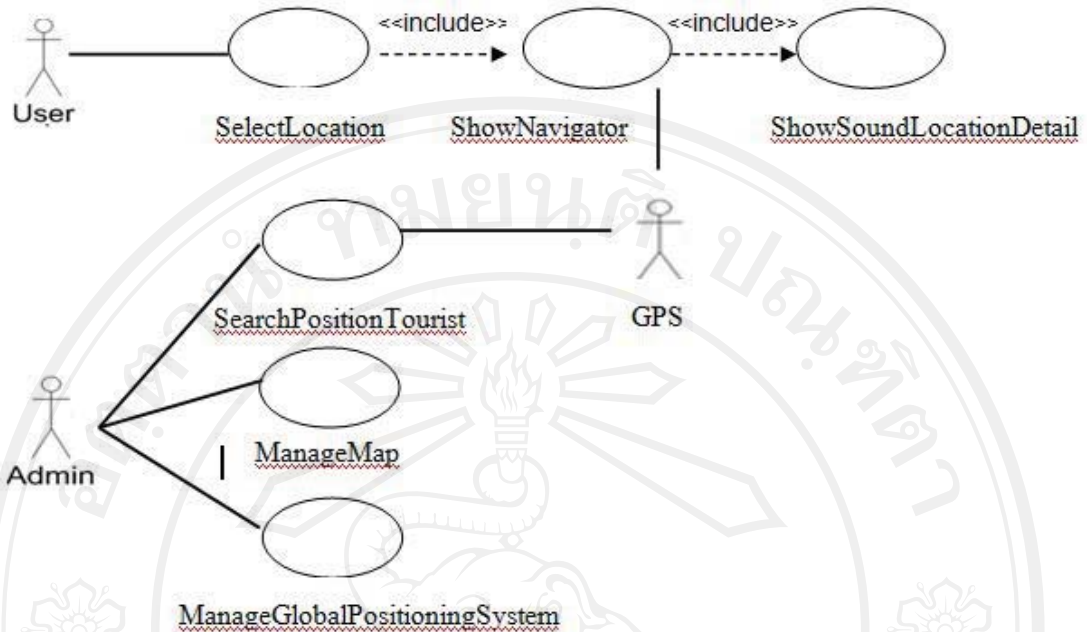 <<include>> <<include>>
User
SelectLocation ShowNavigator ShowSoundLocationDetail
SearchPositionTourist GPS
ManageMap
Admin
ManageGlobalPositioningSystem